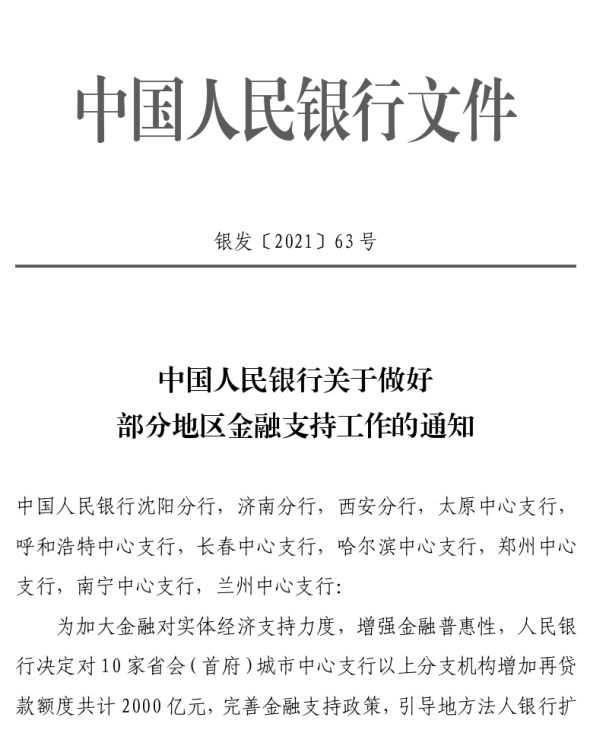 中国人民银行文件
银发〔2021〕63 号
中国人民银行关于做好
部分地区金融支持工作的通知
中国人民银行沈阳分行，济南分行，西安分行，太原中心支行，
呼和浩特中心支行，长春中心支行，哈尔滨中心支行，郑州中心
支行，南宁中心支行，兰州中心支行：
为加大金融对实体经济支持力度，增强金融普惠性，人民银
行决定对 10 家省会（首府）城市中心支行以上分支机构增加再贷
款额度共计 2000 亿元，完善金融支持政策，引导地方法人银行扩